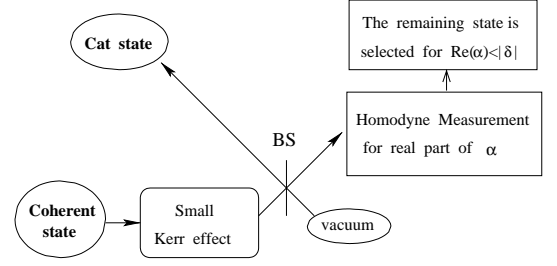 Cat state
The remaining state is
selected for Re(α)<|δ|
BS
Homodyne Measurement
for real part of α
Coherent
state
Small
Kerr effect
vacuum